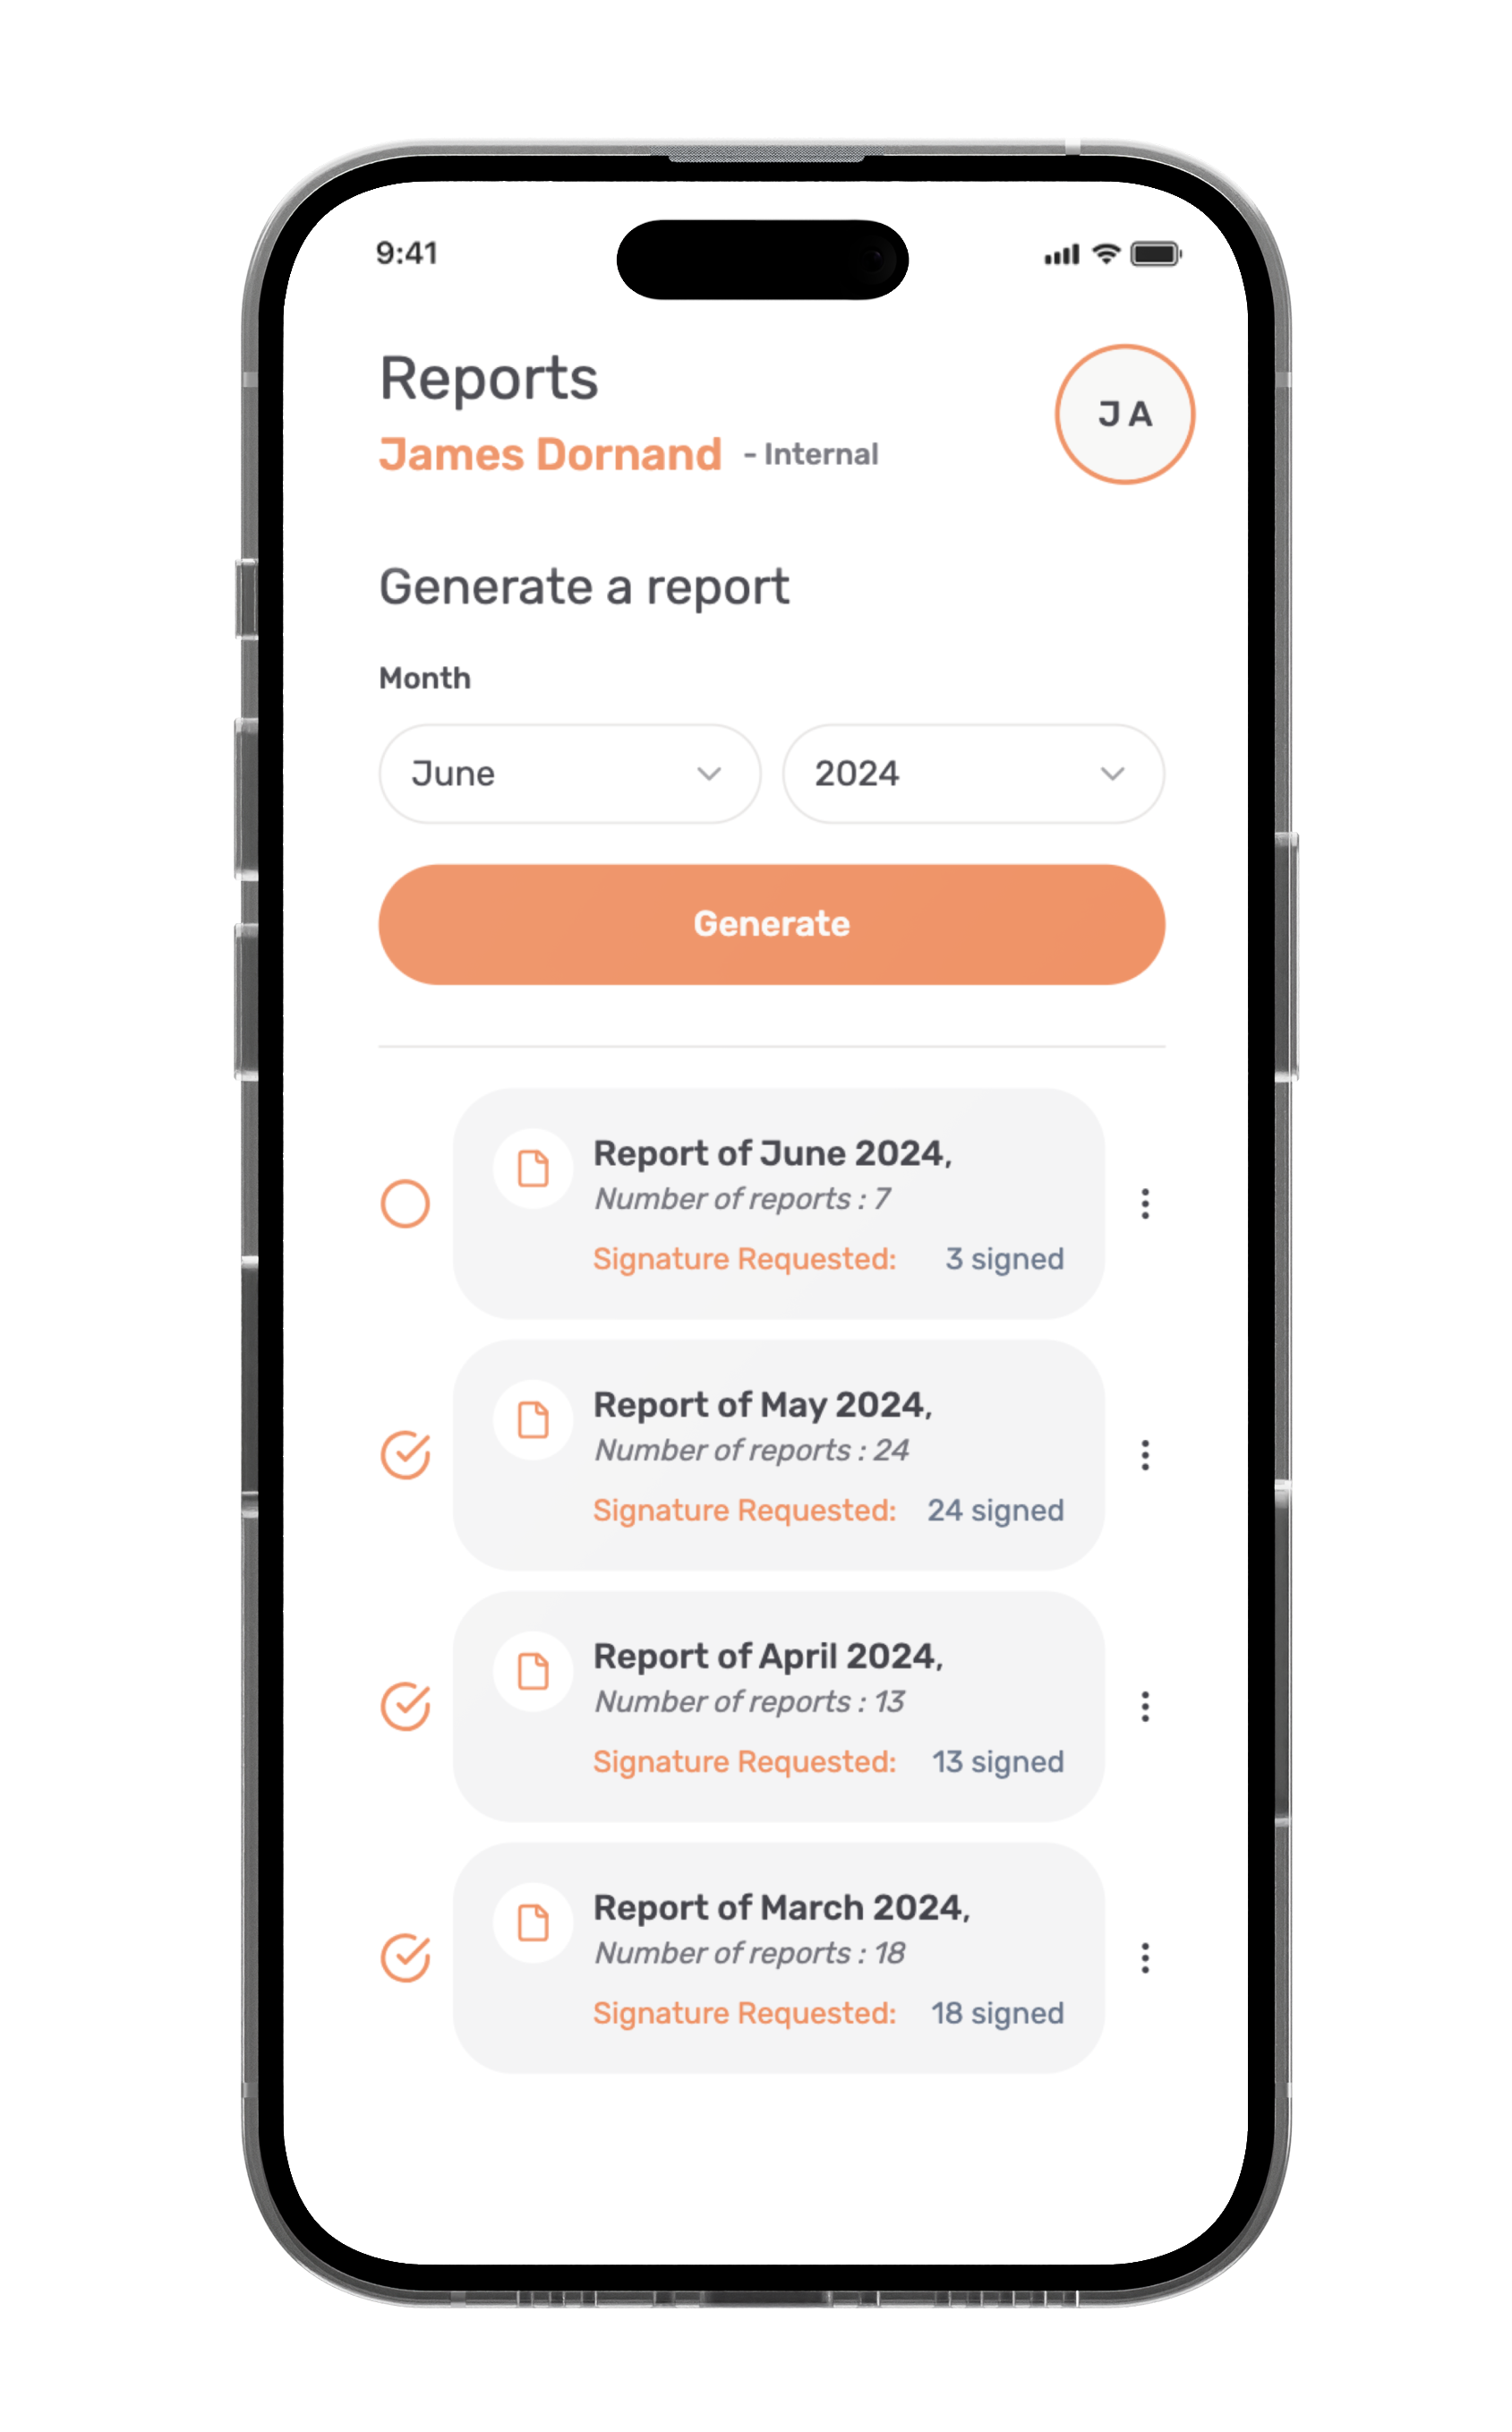 9:41
Reports
James Dornand - Internal
J A
Generate a report
Month
June
2024
Generate
Report of June 2024,
Number of reports : 7
Signature Requested: 3 signed
Report of May 2024,
Number of reports : 24
Signature Requested: 24 signed
Report of April 2024,
Number of reports : 13
Signature Requested: 13 signed
Report of March 2024,
Number of reports : 18
Signature Requested: 18 signed